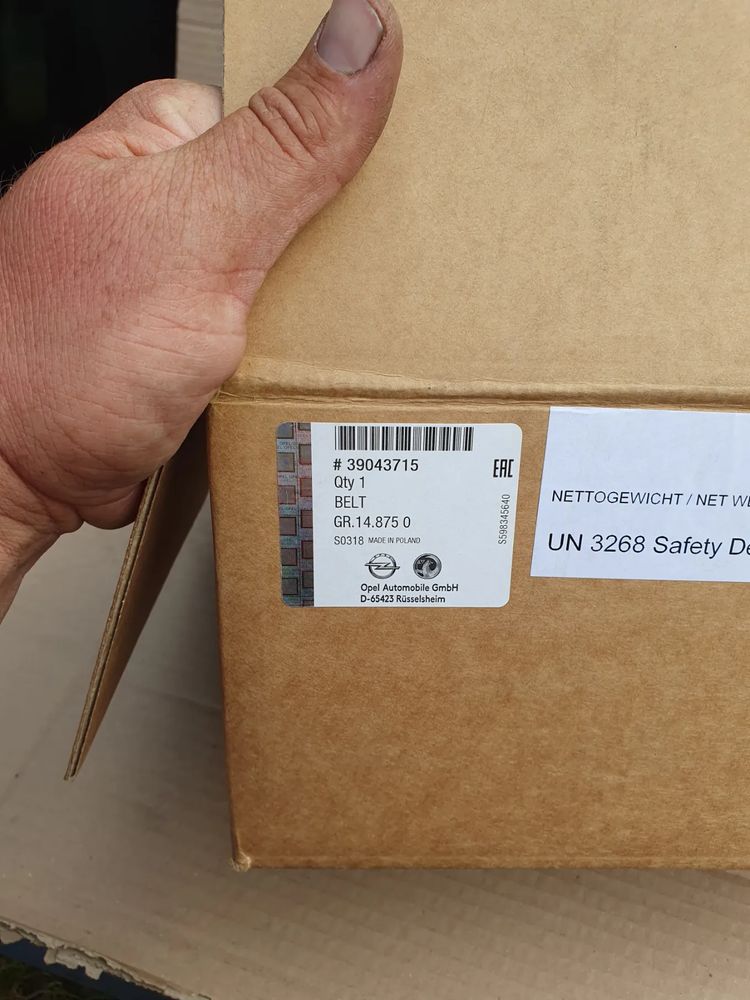 # 39043715
EAC
Qty 1
BELT
GR.14.875 0
S0318 MADE IN POLAND
S598345640
Opel Automobile GmbH
D-65423 Rüsselsheim
NETTOGEWICHT / NET
UN 3268 Safety